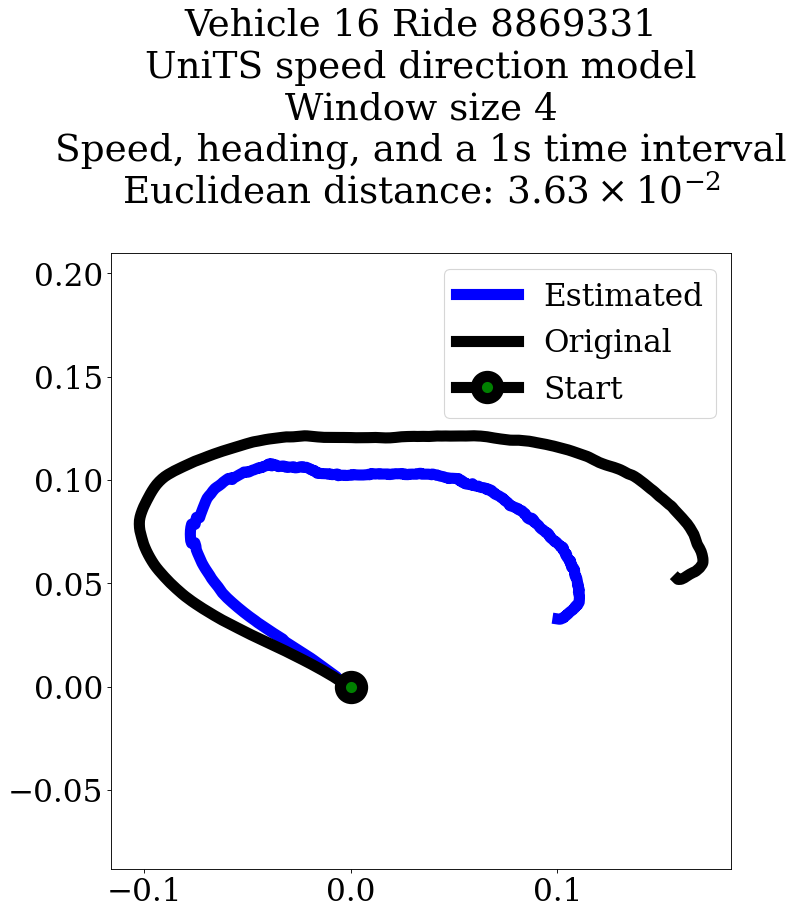 Vehicle 16 Ride 8869331
UniTS speed direction model
Window size 4
Speed, heading, and a 1s time interval
Euclidean distance: 3.63 × 10⁻²
Estimated
Original
Start
0.20
0.15
0.10
0.05
0.00
−0.05
−0.1
0.0
0.1